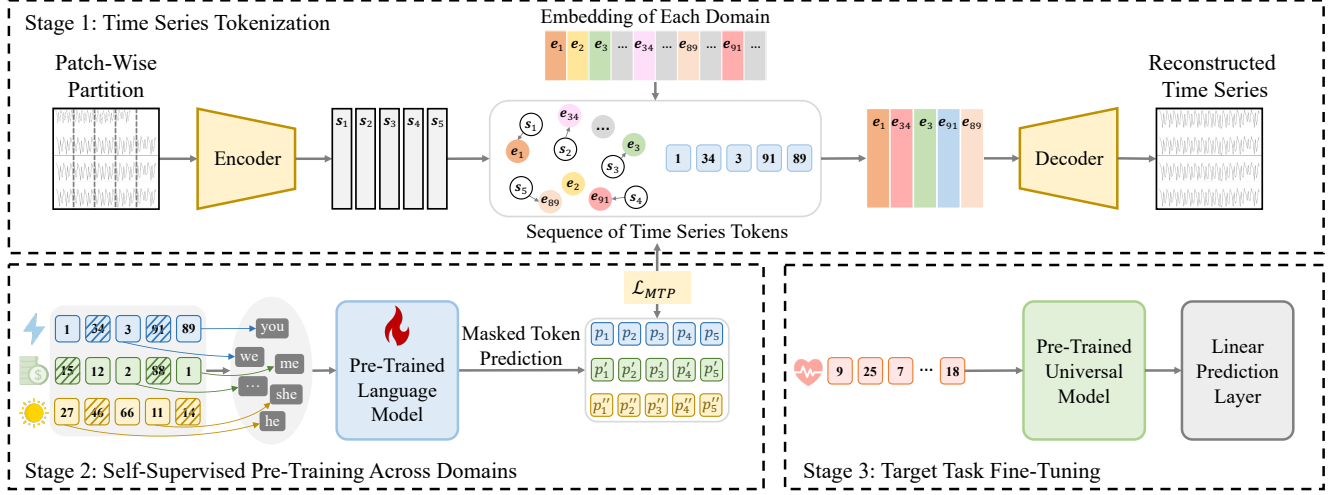 Stage 1: Time Series Tokenization
Embedding of Each Domain
e1 e2 e3 ... e34 ... e89 ... e91 ...
Patch-Wise
Partition
Encoder
s1 s2 s3 s4 s5
s1
e1
e34
s2
...
e3
s3
s5
e89
e2
e91
s4
1 34 3 91 89
Sequence of Time Series Tokens
e1 e34 e3 e91 e89
Decoder
Reconstructed
Time Series
1 34 3 91 89
15 12 2 88 1
27 46 66 11 14
you
we
me
...
she
he
Pre-Trained
Language
Model
Masked Token
Prediction
ℒMTP
p1 p2 p3 p4 p5
p′1 p′2 p′3 p′4 p′5
p″1 p″2 p″3 p″4 p″5
Stage 2: Self-Supervised Pre-Training Across Domains
$
9 25 7 ... 18
Pre-Trained
Universal
Model
Linear
Prediction
Layer
Stage 3: Target Task Fine-Tuning